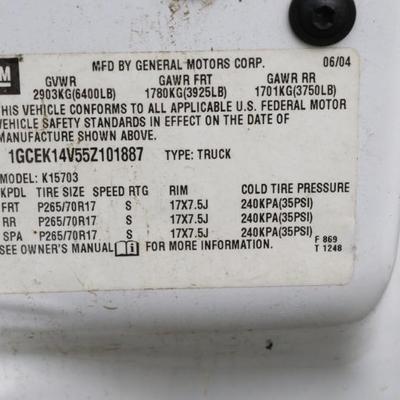 GM MFD BY GENERAL MOTORS CORP. 06/04
GVWR GAWR FRT GAWR RR
2903KG(6400LB) 1780KG(3925LB) 1701KG(3750LB)
THIS VEHICLE CONFORMS TO ALL APPLICABLE U.S. FEDERAL MOTOR
VEHICLE SAFETY STANDARDS IN EFFECT ON THE DATE OF
MANUFACTURE SHOWN ABOVE.
1GCEK14V55Z101887 TYPE: TRUCK
MODEL: K15703
KPDL TIRE SIZE SPEED RTG RIM COLD TIRE PRESSURE
FRT P265/70R17 S 17X7.5J 240KPA(35PSI)
RR P265/70R17 S 17X7.5J 240KPA(35PSI)
SPA P265/70R17 S 17X7.5J 240KPA(35PSI)
SEE OWNER'S MANUAL FOR MORE INFORMATION. F 869
T 1248